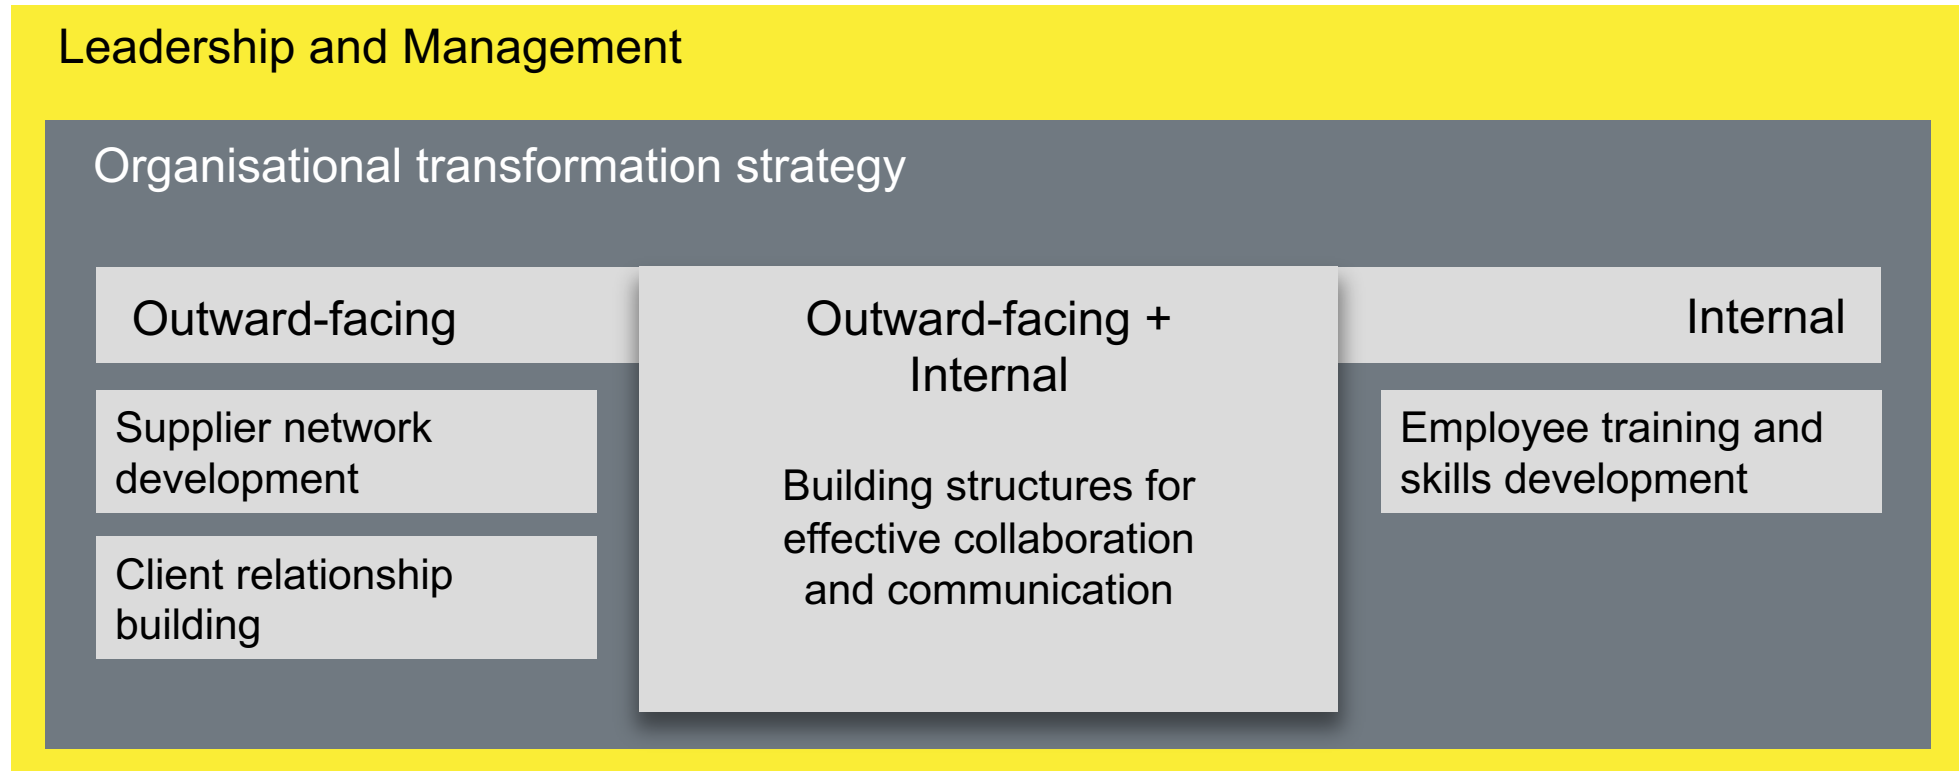 Leadership and Management
Organisational transformation strategy
Outward-facing
Supplier network
development
Client relationship
building
Outward-facing +
Internal
Building structures for
effective collaboration
and communication
Internal
Employee training and
skills development